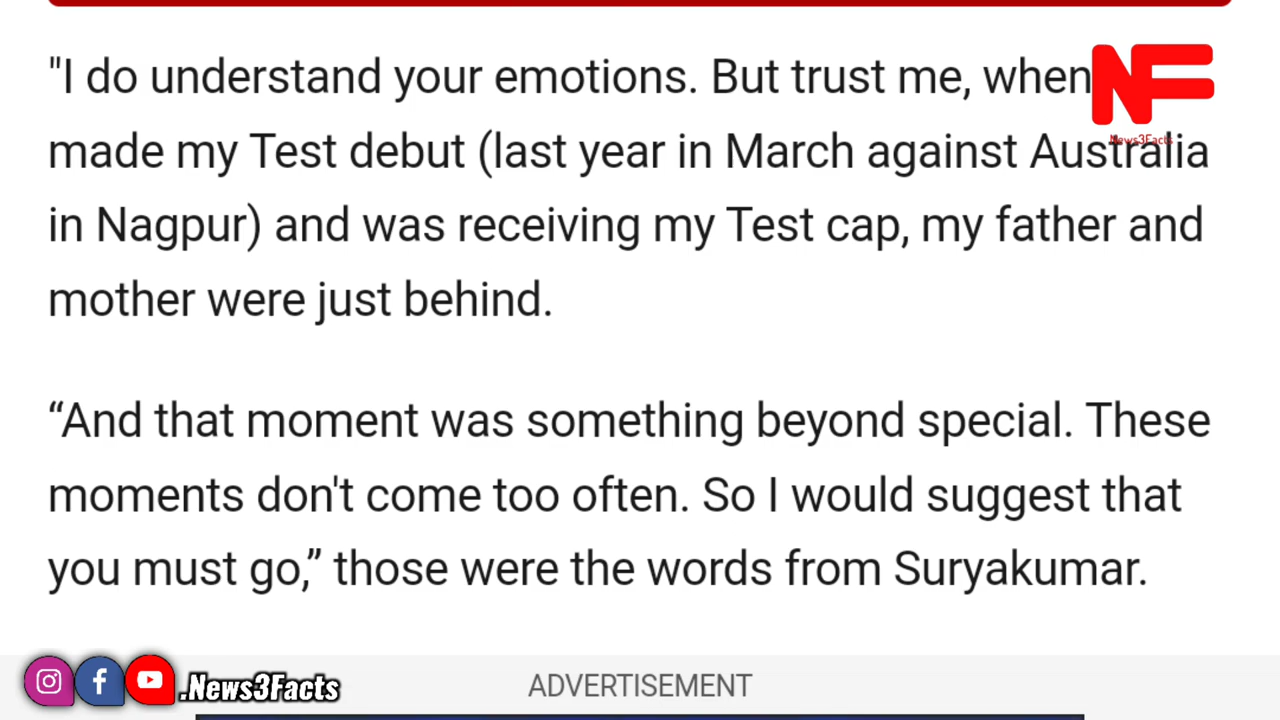 "I do understand your emotions. But trust me, when
NF
News3Facts
made my Test debut (last year in March against Australia
in Nagpur) and was receiving my Test cap, my father and
mother were just behind.
“And that moment was something beyond special. These
moments don't come too often. So I would suggest that
you must go,” those were the words from Suryakumar.
.News3Facts
ADVERTISEMENT